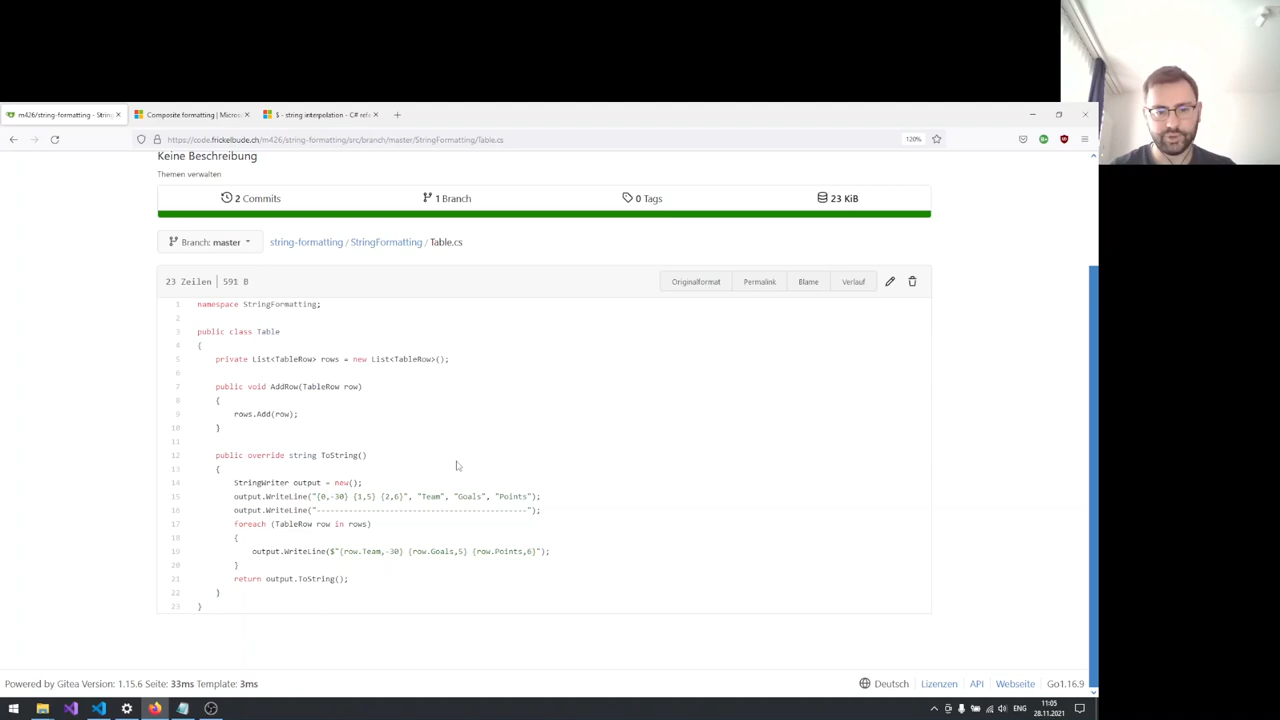 m426/string-formatting - String
Composite formatting | Microso
$ - string interpolation - C# refe
https://code.frickelbude.ch/m426/string-formatting/src/branch/master/StringFormatting/Table.cs
120%
Keine Beschreibung
Themen verwalten
2 Commits
1 Branch
0 Tags
23 KiB
Branch: master
string-formatting / StringFormatting / Table.cs
23 Zeilen | 591 B
Originalformat
Permalink
Blame
Verlauf
1 namespace StringFormatting;
2
3 public class Table
4 {
5 private List<TableRow> rows = new List<TableRow>();
6
7 public void AddRow(TableRow row)
8 {
9 rows.Add(row);
10 }
11
12 public override string ToString()
13 {
14 StringWriter output = new();
15 output.WriteLine("{0,-30} {1,5} {2,6}", "Team", "Goals", "Points");
16 output.WriteLine("-------------------------------------------");
17 foreach (TableRow row in rows)
18 {
19 output.WriteLine($"{row.Team,-30} {row.Goals,5} {row.Points,6}");
20 }
21 return output.ToString();
22 }
23 }
Powered by Gitea Version: 1.15.6 Seite: 33ms Template: 3ms
Deutsch
Lizenzen
API
Webseite
Go1.16.9
ENG
11:05
28.11.2021